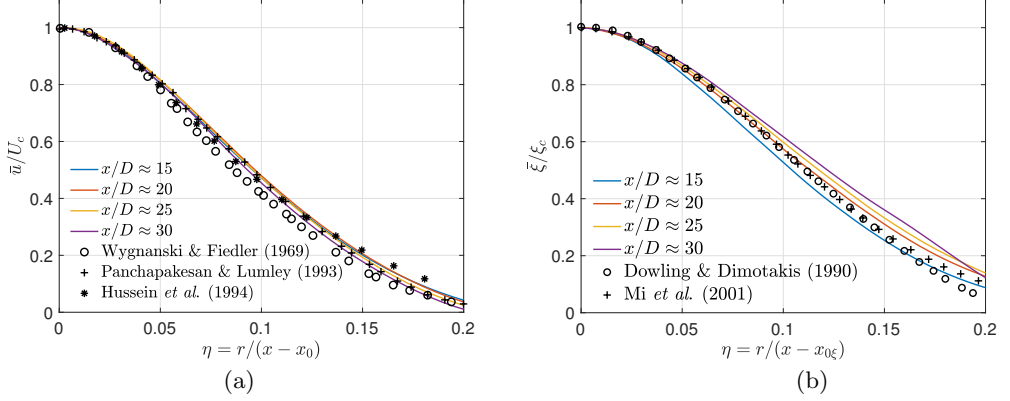 1
0.8
0.6
0.4
0.2
0
ū/U_c
x/D ≈ 15
x/D ≈ 20
x/D ≈ 25
x/D ≈ 30
Wygnanski & Fiedler (1969)
Panchapakesan & Lumley (1993)
Hussein et al. (1994)
0 0.05 0.1 0.15 0.2
η = r/(x − x₀)
(a)
1
0.8
0.6
0.4
0.2
0
ξ̄/ξ_c
x/D ≈ 15
x/D ≈ 20
x/D ≈ 25
x/D ≈ 30
Dowling & Dimotakis (1990)
Mi et al. (2001)
0 0.05 0.1 0.15 0.2
η = r/(x − x₀ξ)
(b)